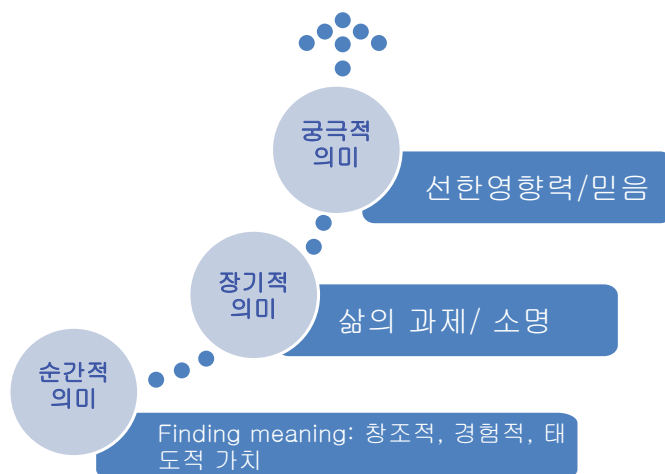 궁극적
의미
선한영향력/믿음
장기적
의미
삶의 과제/ 소명
순간적
의미
Finding meaning: 창조적, 경험적, 태
도적 가치